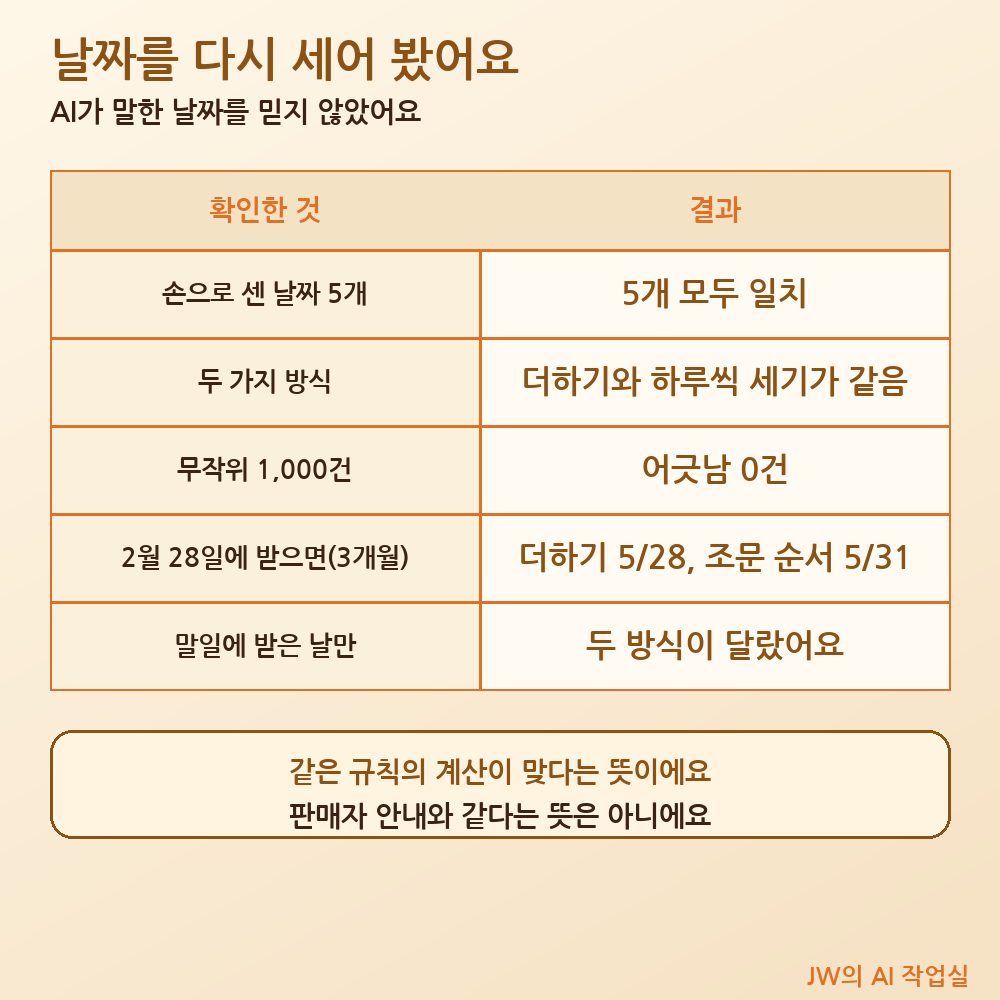 날짜를 다시 세어 봤어요
AI가 말한 날짜를 믿지 않았어요
확인한 것 결과
손으로 센 날짜 5개 5개 모두 일치
두 가지 방식 더하기와 하루씩 세기가 같음
무작위 1,000건 어긋남 0건
2월 28일에 받으면(3개월) 더하기 5/28, 조문 순서 5/31
말일에 받은 날만 두 방식이 달랐어요
같은 규칙의 계산이 맞다는 뜻이에요
판매자 안내와 같다는 뜻은 아니에요
JW의 AI 작업실